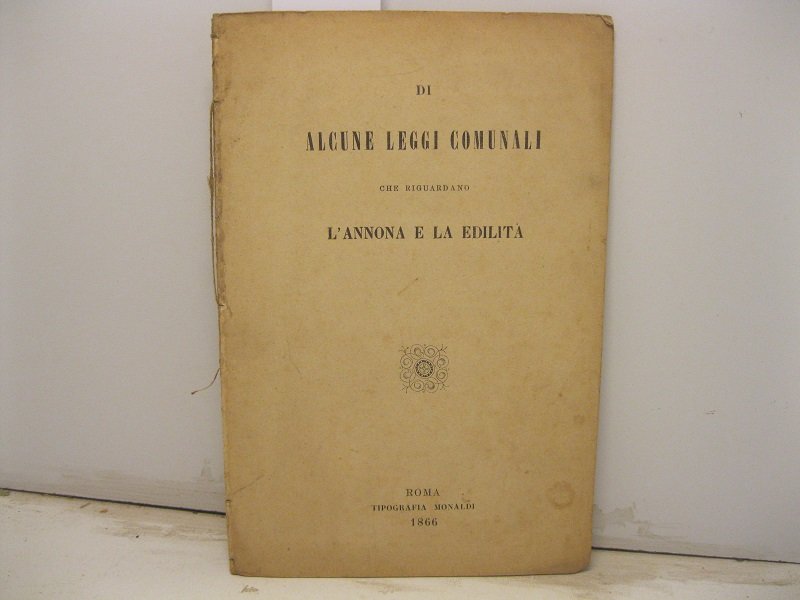 DI
ALCUNE LEGGI COMUNALI
CHE RIGUARDANO
L'ANNONA E LA EDILITÀ
ROMA
TIPOGRAFIA MONALDI
1866